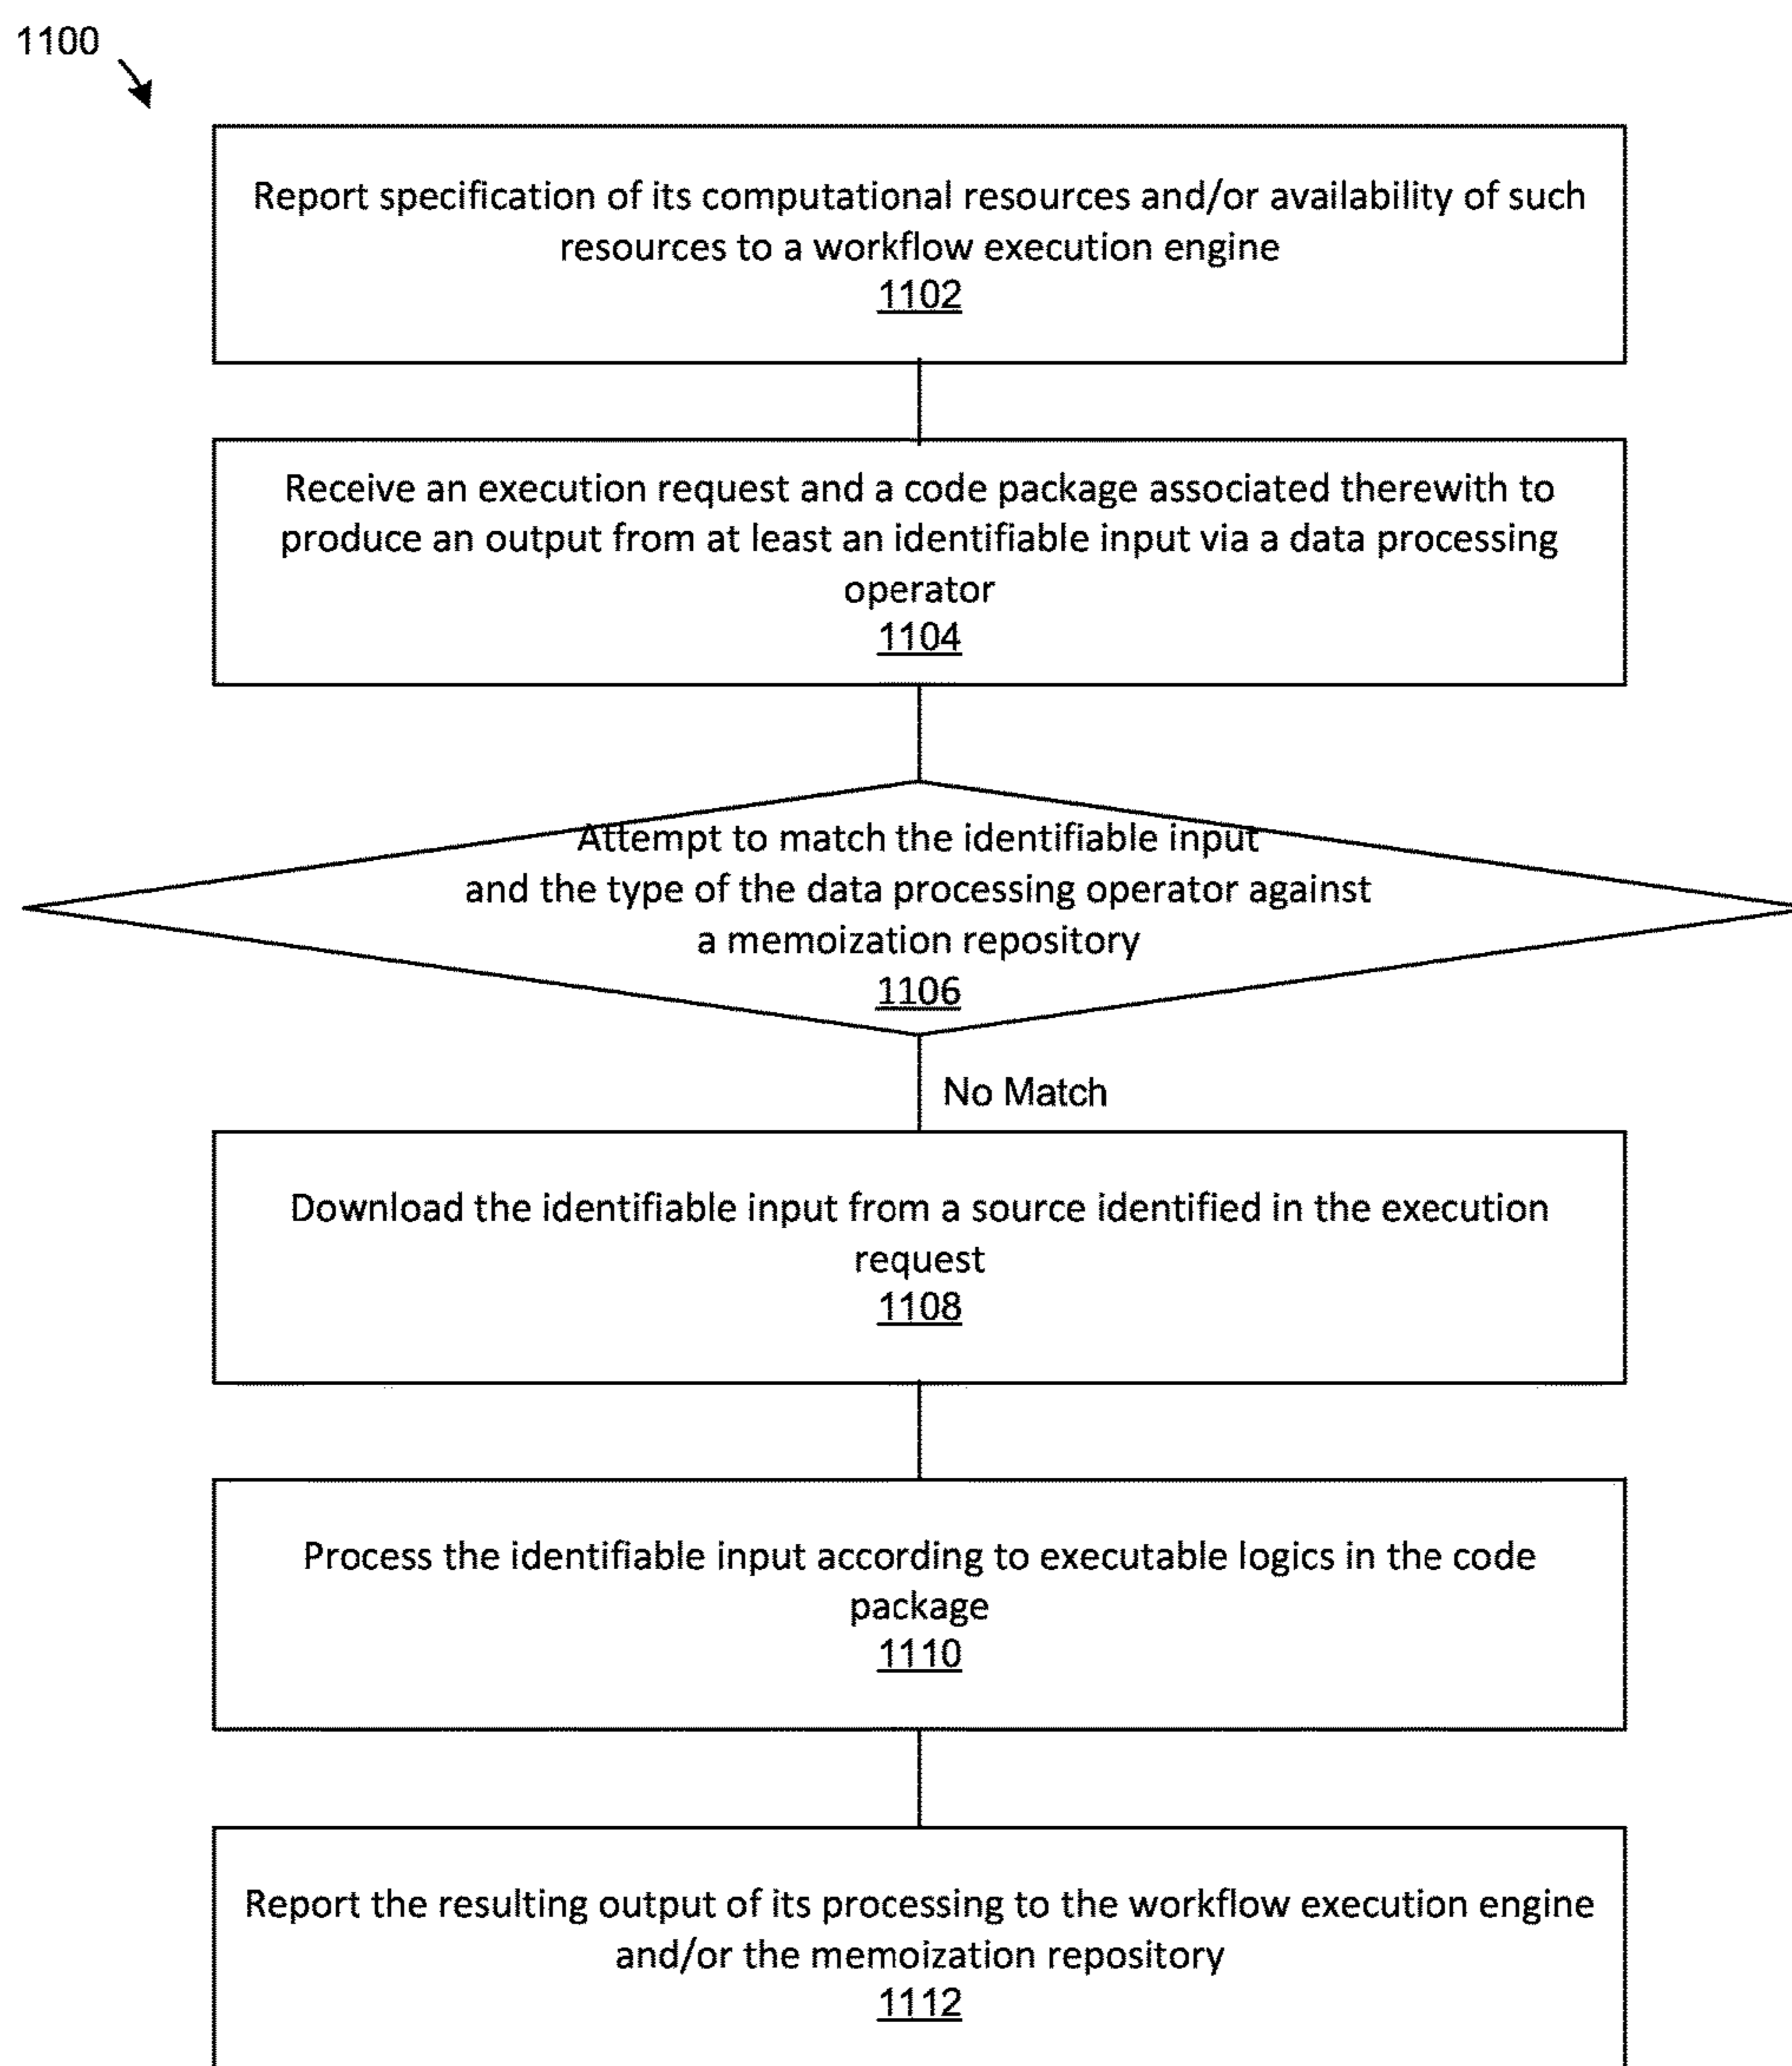 1100
Report specification of its computational resources and/or availability of such
resources to a workflow execution engine
1102
Receive an execution request and a code package associated therewith to
produce an output from at least an identifiable input via a data processing
operator
1104
Attempt to match the identifiable input
and the type of the data processing operator against
a memoization repository
1106
No Match
Download the identifiable input from a source identified in the execution
request
1108
Process the identifiable input according to executable logics in the code
package
1110
Report the resulting output of its processing to the workflow execution engine
and/or the memoization repository
1112